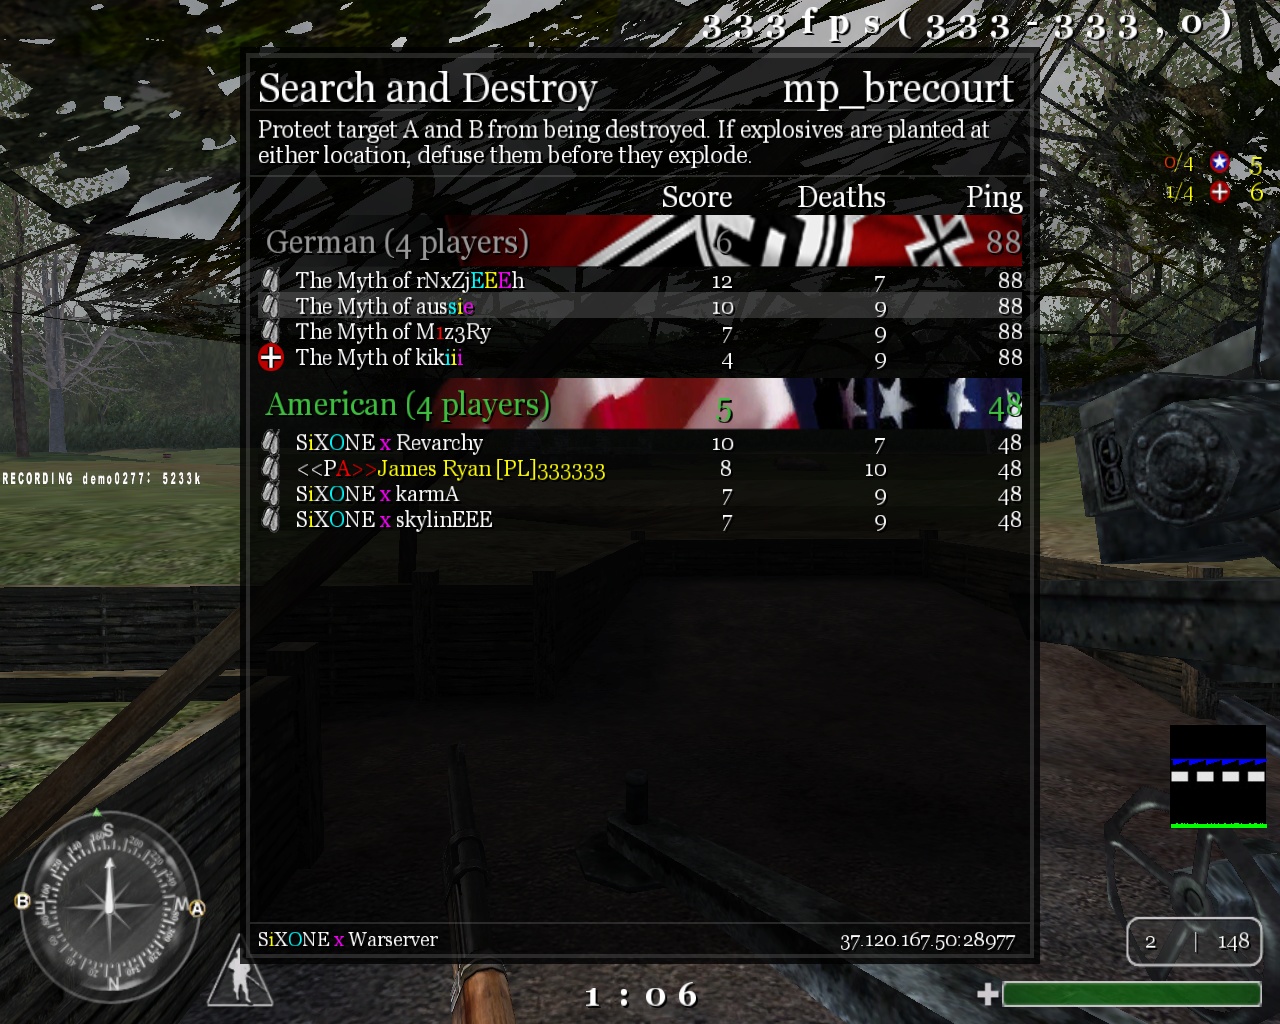 333fps(333-333,0)
Search and Destroy mp_brecourt
Protect target A and B from being destroyed. If explosives are planted at
either location, defuse them before they explode.
0/4 5
1/4 6
Score Deaths Ping
German (4 players) 6 88
The Myth of rNxZjEEEh 12 7 88
The Myth of aussie 10 9 88
The Myth of M1z3Ry 7 9 88
The Myth of kikiii 4 9 88
American (4 players) 5 48
SiXONE x Revarchy 10 7 48
<<PA>>James Ryan [PL]333333 8 10 48
SiXONE x karmA 7 9 48
SiXONE x skylinEEE 7 9 48
RECORDING demo0277: 5233k
S
B E W A
N
SiXONE x Warserver 37.120.167.50:28977
2 | 148
1:06